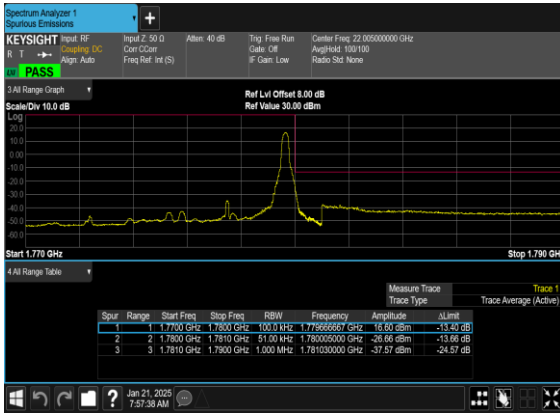 Spectrum Analyzer 1
Spurious Emissions
+
KEYSIGHT Input: RF Input Z: 50 Ω Atten: 40 dB Trig: Free Run Center Freq: 22.005000000 GHz
R T Coupling: DC Corr CCorr Gate: Off Avg|Hold: 100/100
Align: Auto Freq Ref: Int (S) IF Gain: Low Radio Std: None
PASS
3 All Range Graph
Ref Lvl Offset 8.00 dB
Scale/Div 10.0 dB Ref Value 30.00 dBm
Log
20.0
10.0
0.00
-10.0
-20.0
-30.0
-40.0
-50.0
-60.0
Start 1.770 GHz Stop 1.790 GH
4 All Range Table
Measure Trace Trace 1
Trace Type Trace Average (Active)
Spur Range Start Freq Stop Freq RBW Frequency Amplitude ΔLimit
1 1 1.7700 GHz 1.7800 GHz 100.0 kHz 1.779666667 GHz 16.60 dBm -13.40 dB
2 2 1.7800 GHz 1.7810 GHz 51.00 kHz 1.780005000 GHz -26.66 dBm -13.66 dB
3 3 1.7810 GHz 1.7900 GHz 1.000 MHz 1.781030000 GHz -37.57 dBm -24.57 dB
? Jan 21, 2025
7:57:38 AM